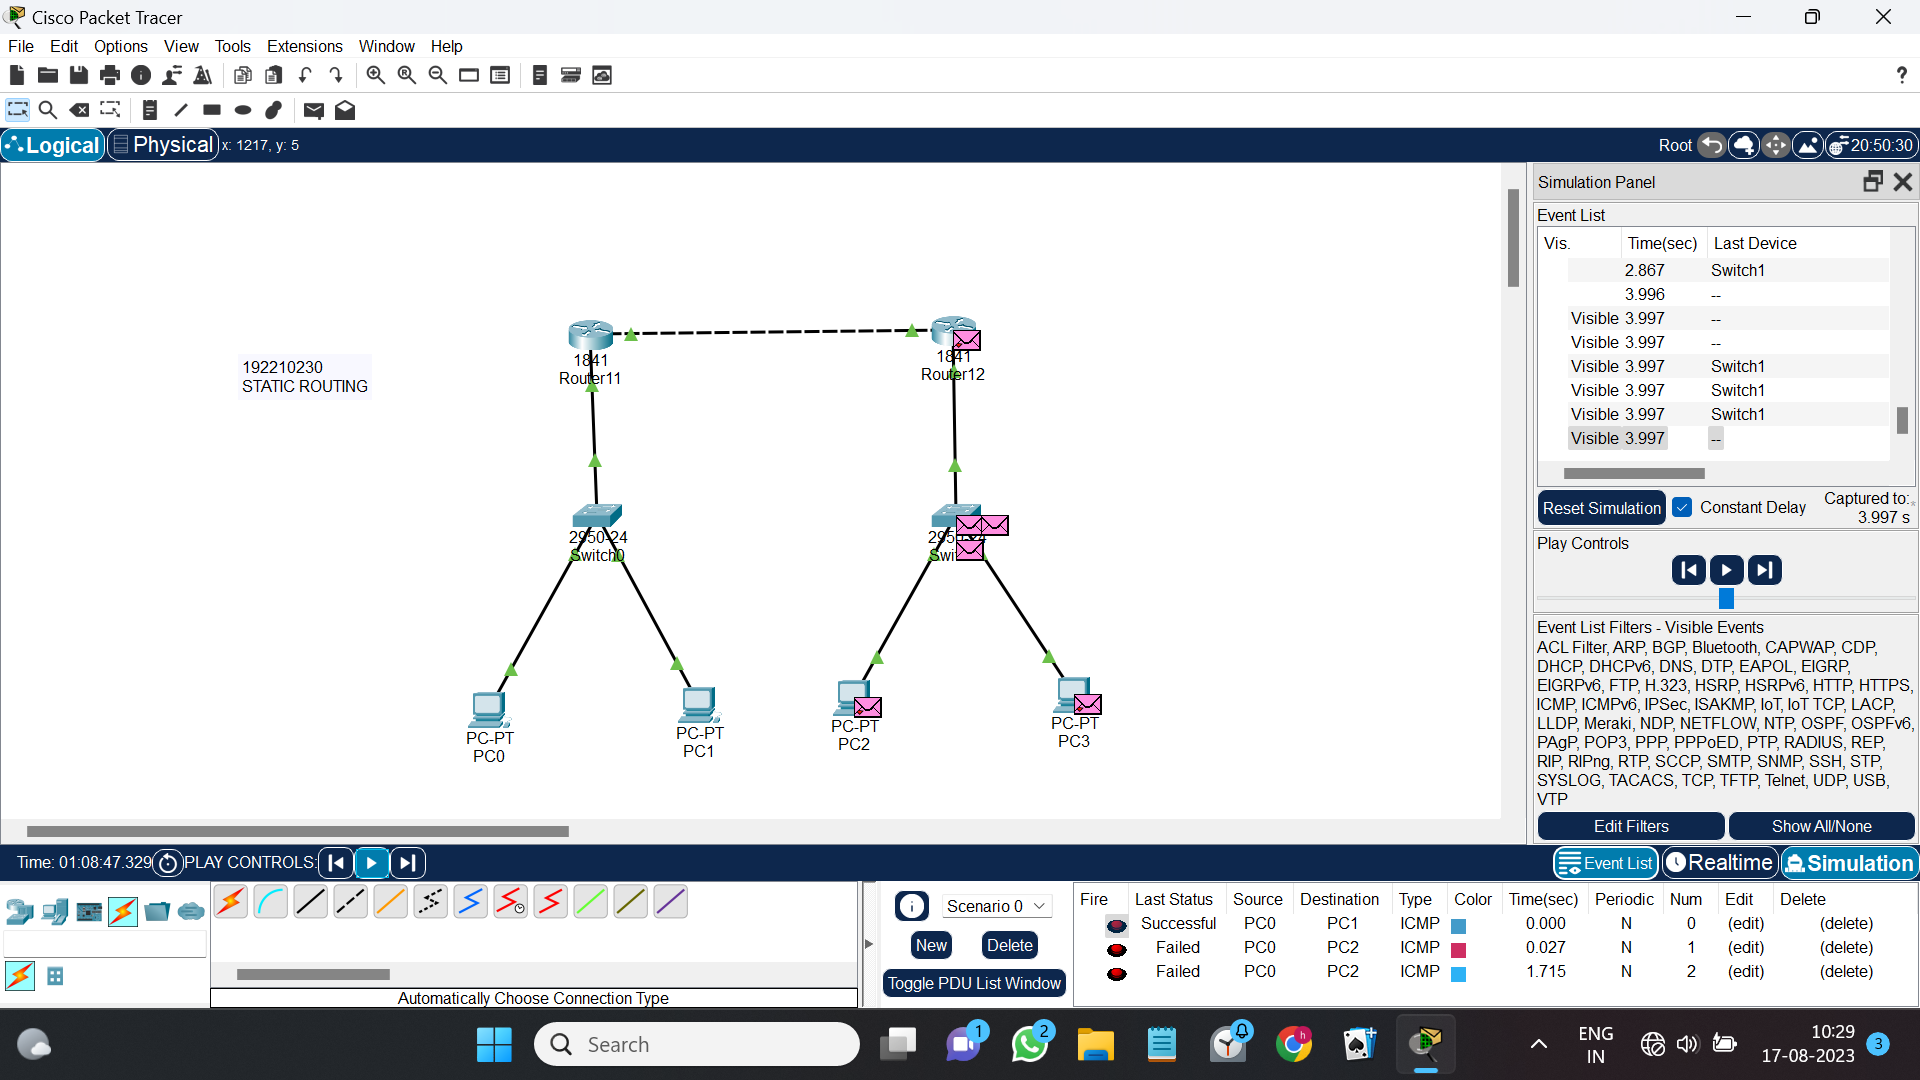 Cisco Packet Tracer
File Edit Options View Tools Extensions Window Help
?
Logical Physical x: 1217, y: 5
Root 20:50:30
192210230
STATIC ROUTING
1841
Router11
1841
Router12
2950-24
Switch0
PC-PT
PC0
PC-PT
PC1
PC-PT
PC2
PC-PT
PC3
Simulation Panel
Event List
Vis. Time(sec) Last Device
2.867 Switch1
3.996 --
Visible 3.997 --
Visible 3.997 --
Visible 3.997 Switch1
Visible 3.997 Switch1
Visible 3.997 Switch1
Visible 3.997 --
Reset Simulation Constant Delay Captured to:
3.997 s
Play Controls
Event List Filters - Visible Events
ACL Filter, ARP, BGP, Bluetooth, CAPWAP, CDP,
DHCP, DHCPv6, DNS, DTP, EAPOL, EIGRP,
EIGRPv6, FTP, H.323, HSRP, HSRPv6, HTTP, HTTPS,
ICMP, ICMPv6, IPSec, ISAKMP, IoT, IoT TCP, LACP,
LLDP, Meraki, NDP, NETFLOW, NTP, OSPF, OSPFv6,
PAgP, POP3, PPP, PPPoED, PTP, RADIUS, REP,
RIP, RIPng, RTP, SCCP, SMTP, SNMP, SSH, STP,
SYSLOG, TACACS, TCP, TFTP, Telnet, UDP, USB,
VTP
Edit Filters Show All/None
Time: 01:08:47.329 PLAY CONTROLS:
Event List Realtime Simulation
Automatically Choose Connection Type
Scenario 0
New Delete
Toggle PDU List Window
Fire Last Status Source Destination Type Color Time(sec) Periodic Num Edit Delete
Successful PC0 PC1 ICMP 0.000 N 0 (edit) (delete)
Failed PC0 PC2 ICMP 0.027 N 1 (edit) (delete)
Failed PC0 PC2 ICMP 1.715 N 2 (edit) (delete)
Search
1
2
h
ENG
IN
10:29
17-08-2023
3